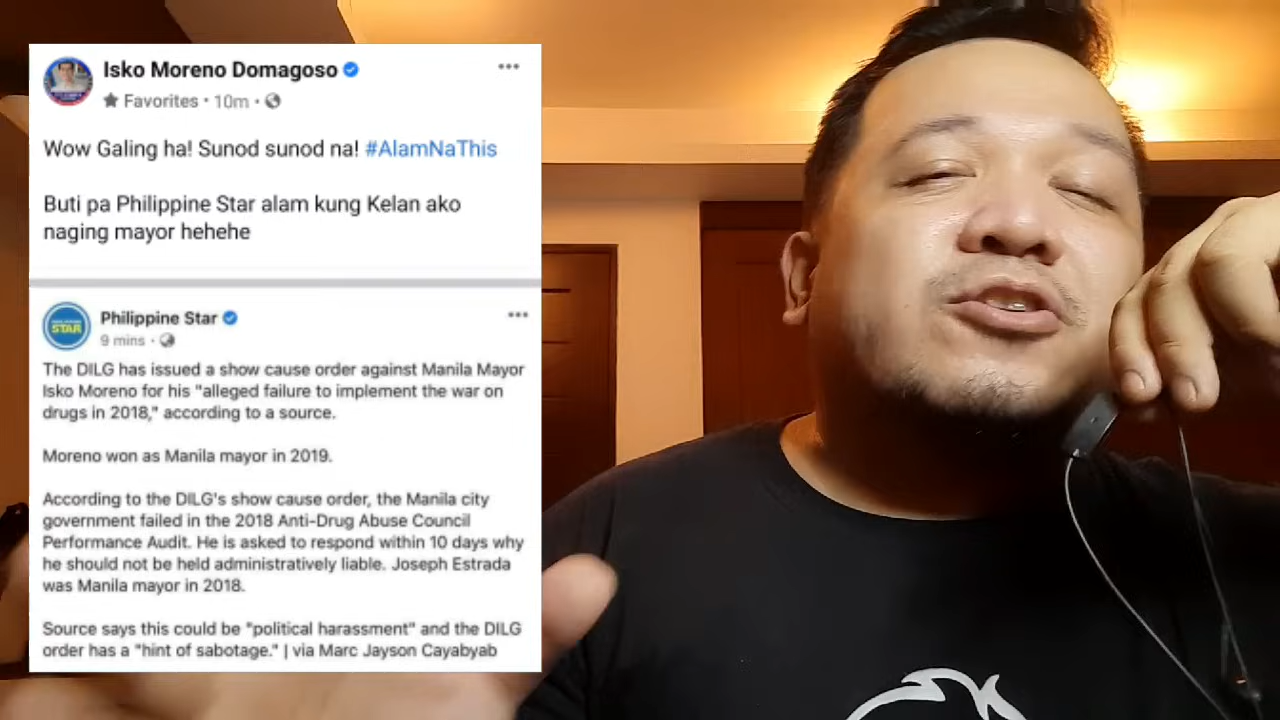 Isko Moreno Domagoso
Favorites · 10m ·
Wow Galing ha! Sunod sunod na! #AlamNaThis
Buti pa Philippine Star alam kung Kelan ako
naging mayor hehehe
STAR
Philippine Star
9 mins ·
The DILG has issued a show cause order against Manila Mayor
Isko Moreno for his "alleged failure to implement the war on
drugs in 2018," according to a source.
Moreno won as Manila mayor in 2019.
According to the DILG's show cause order, the Manila city
government failed in the 2018 Anti-Drug Abuse Council
Performance Audit. He is asked to respond within 10 days why
he should not be held administratively liable. Joseph Estrada
was Manila mayor in 2018.
Source says this could be "political harassment" and the DILG
order has a "hint of sabotage." | via Marc Jayson Cayabyab